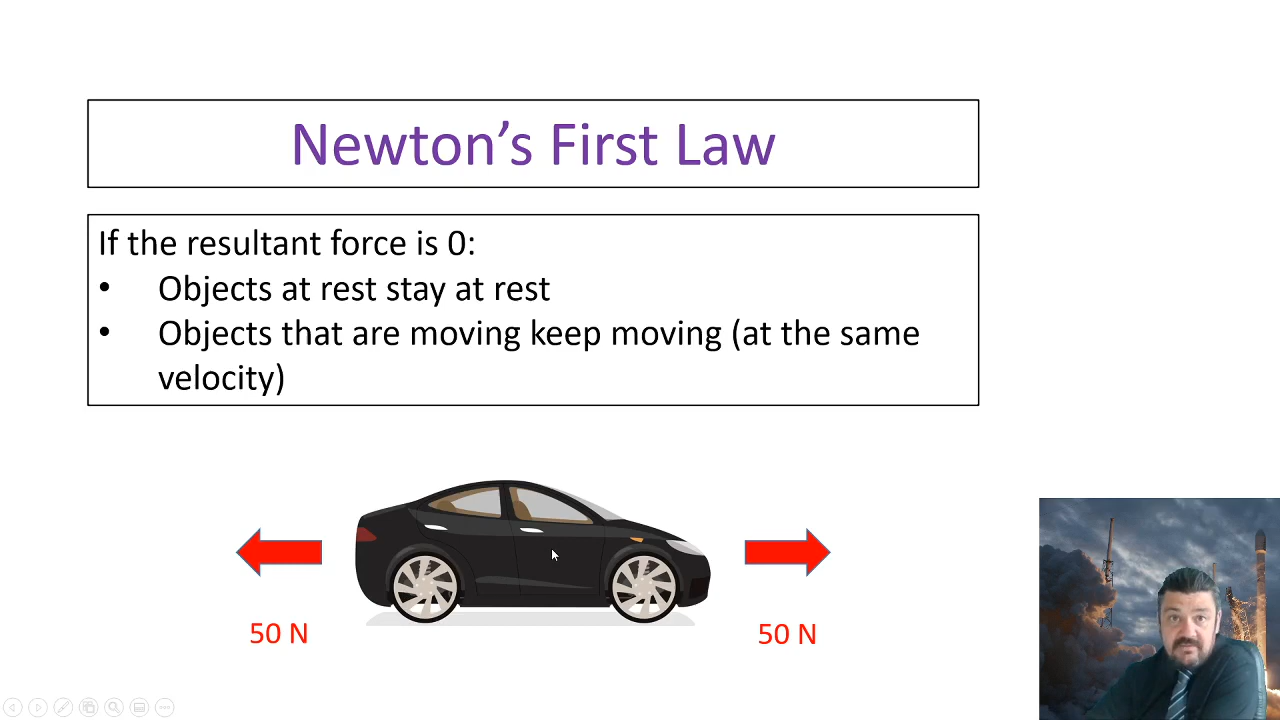 Newton’s First Law
If the resultant force is 0:
• Objects at rest stay at rest
• Objects that are moving keep moving (at the same
velocity)
50 N
50 N